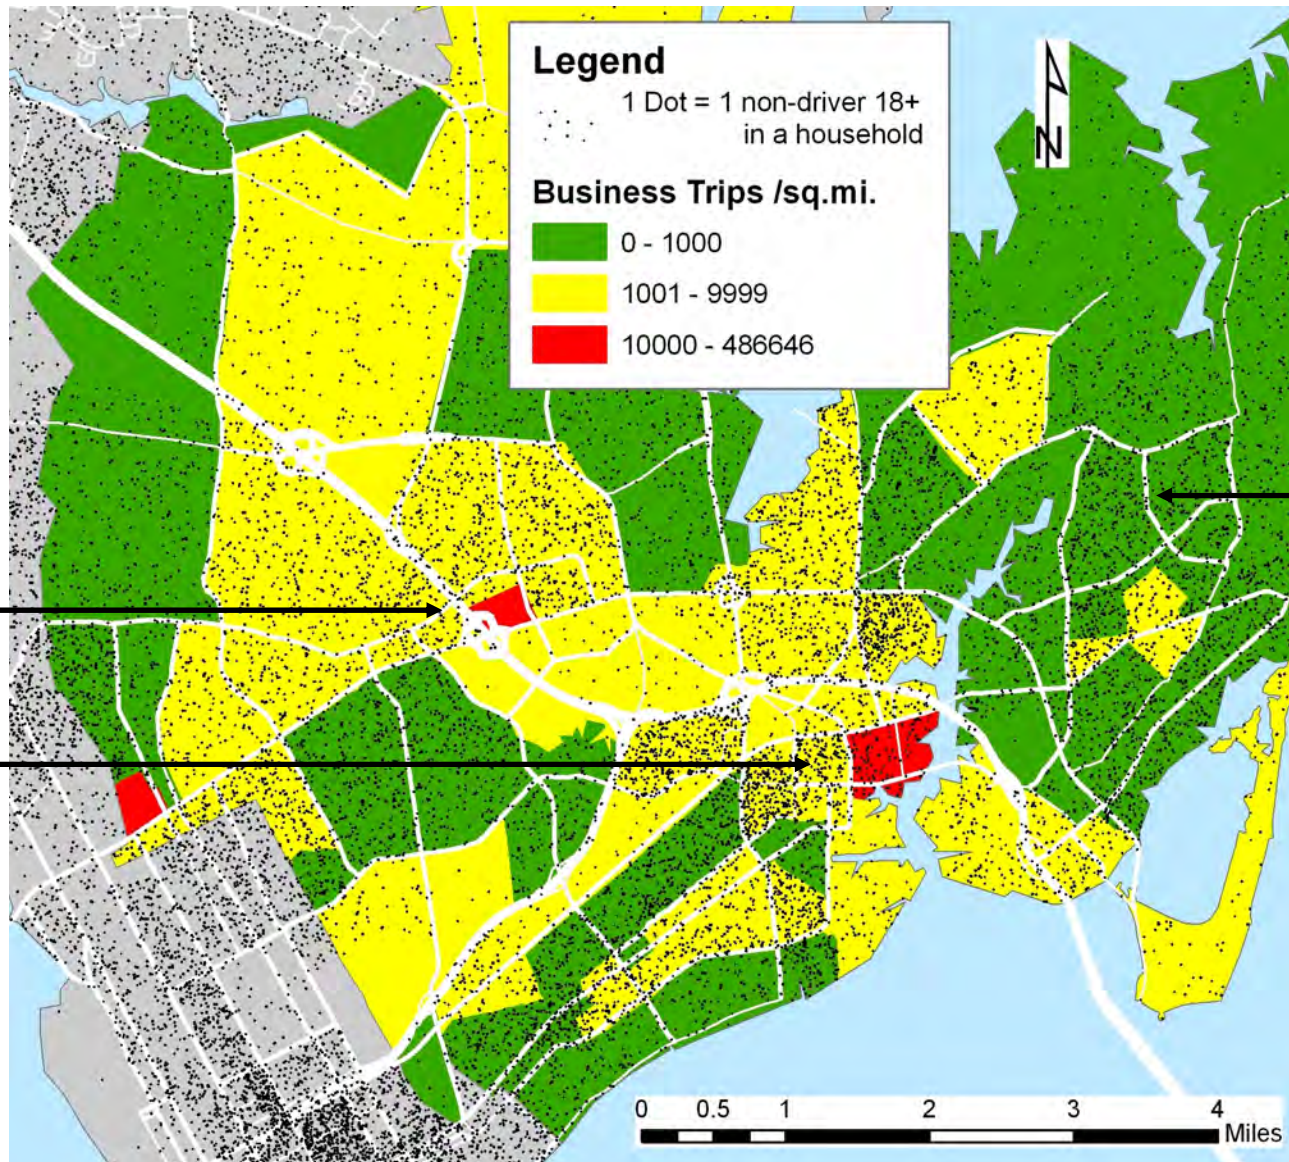 Legend
1 Dot = 1 non-driver 18+
in a household
Business Trips /sq.mi.
0 - 1000
1001 - 9999
10000 - 486646
N
0 0.5 1 2 3 4
Miles